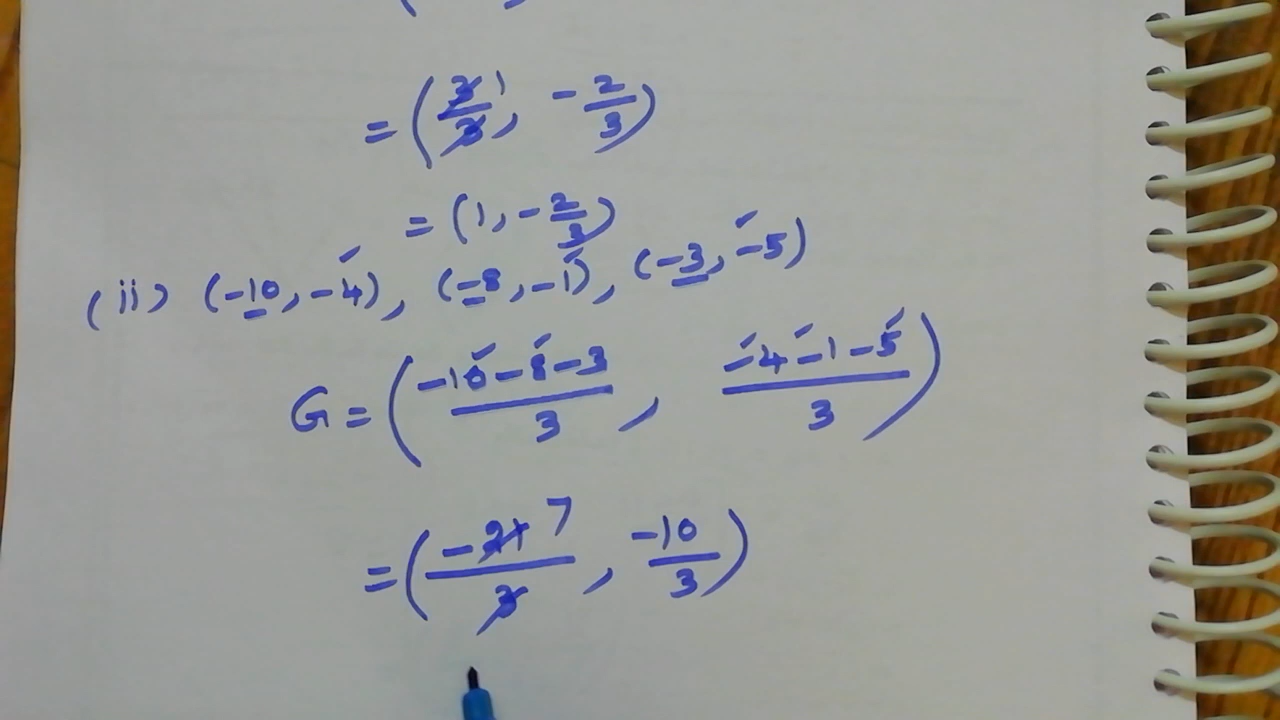 = (3/3 1, - 2/3)
= (1, - 2/3)
(ii) (-10, -4), (-8, -1), (-3, -5)
G = (-10-8-3/3, -4-1-5/3)
= (-21 7/3, -10/3)